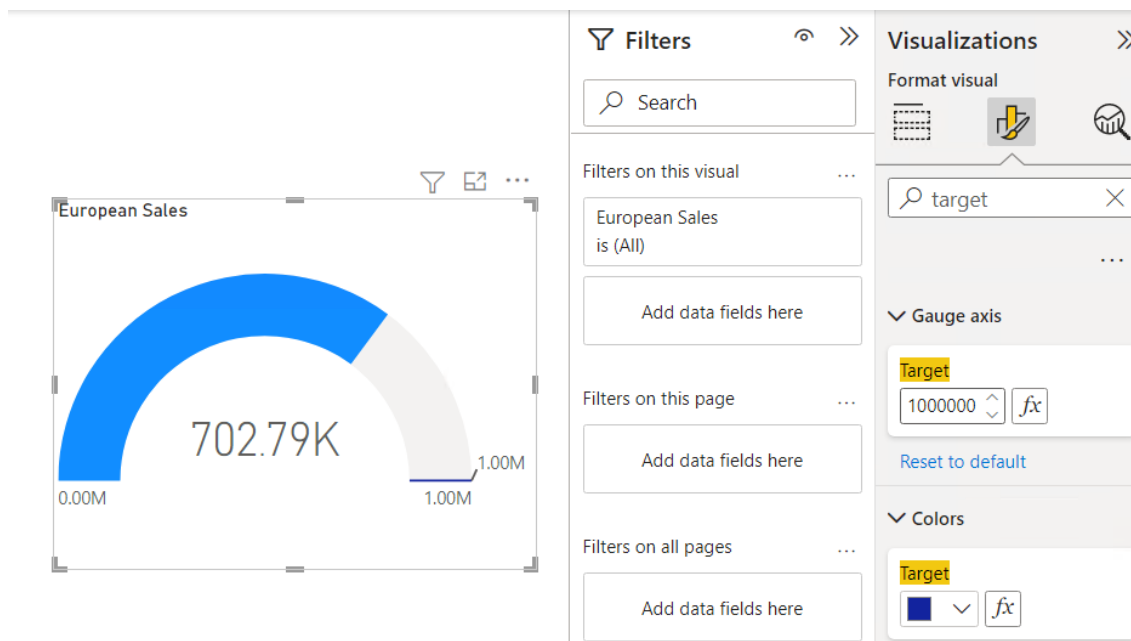 European Sales
702.79K
0.00M
1.00M
1.00M
Filters
Search
Filters on this visual
...
European Sales
is (All)
Add data fields here
Filters on this page
...
Add data fields here
Filters on all pages
...
Add data fields here
Visualizations
Format visual
target
...
Gauge axis
Target
1000000
fx
Reset to default
Colors
Target
fx